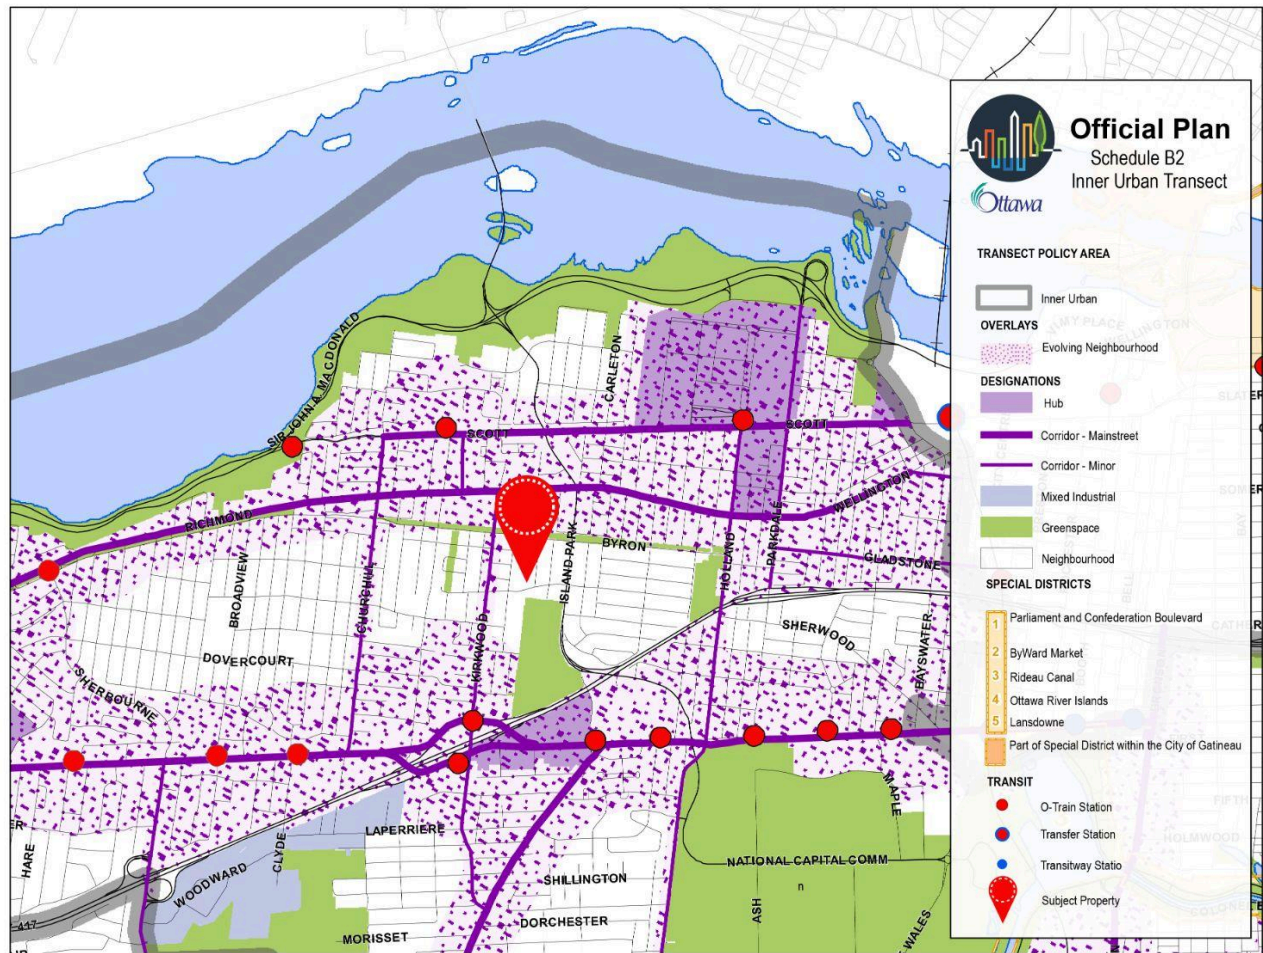 Official Plan
Schedule B2
Inner Urban Transect
Ottawa
TRANSECT POLICY AREA
Inner Urban
OVERLAYS
Evolving Neighbourhood
DESIGNATIONS
Hub
Corridor - Mainstreet
Corridor - Minor
Mixed Industrial
Greenspace
Neighbourhood
SPECIAL DISTRICTS
1 Parliament and Confederation Boulevard
2 ByWard Market
3 Rideau Canal
4 Ottawa River Islands
5 Lansdowne
Part of Special District within the City of Gatineau
TRANSIT
O-Train Station
Transfer Station
Transitway Statio
Subject Property
SIR JOHN A. MACDONALD
CARLETON
SCOTT
SCOTT
RICHMOND
WELLINGTON
BROADVIEW
CHURCHILL
KIRKWOOD
ISLAND PARK
BYRON
HOLLAND
PARKDALE
GLADSTONE
SHERWOOD
BAYSWATER
DOVERCOURT
SHERBOURNE
HARE
CLYDE
LAPERRIERE
WOODWARD
417
MORISSET
SHILLINGTON
DORCHESTER
NATIONAL CAPITAL COMM
n
ASH
MAPLE
WALES
BELL
BAY
HOLMWOOD